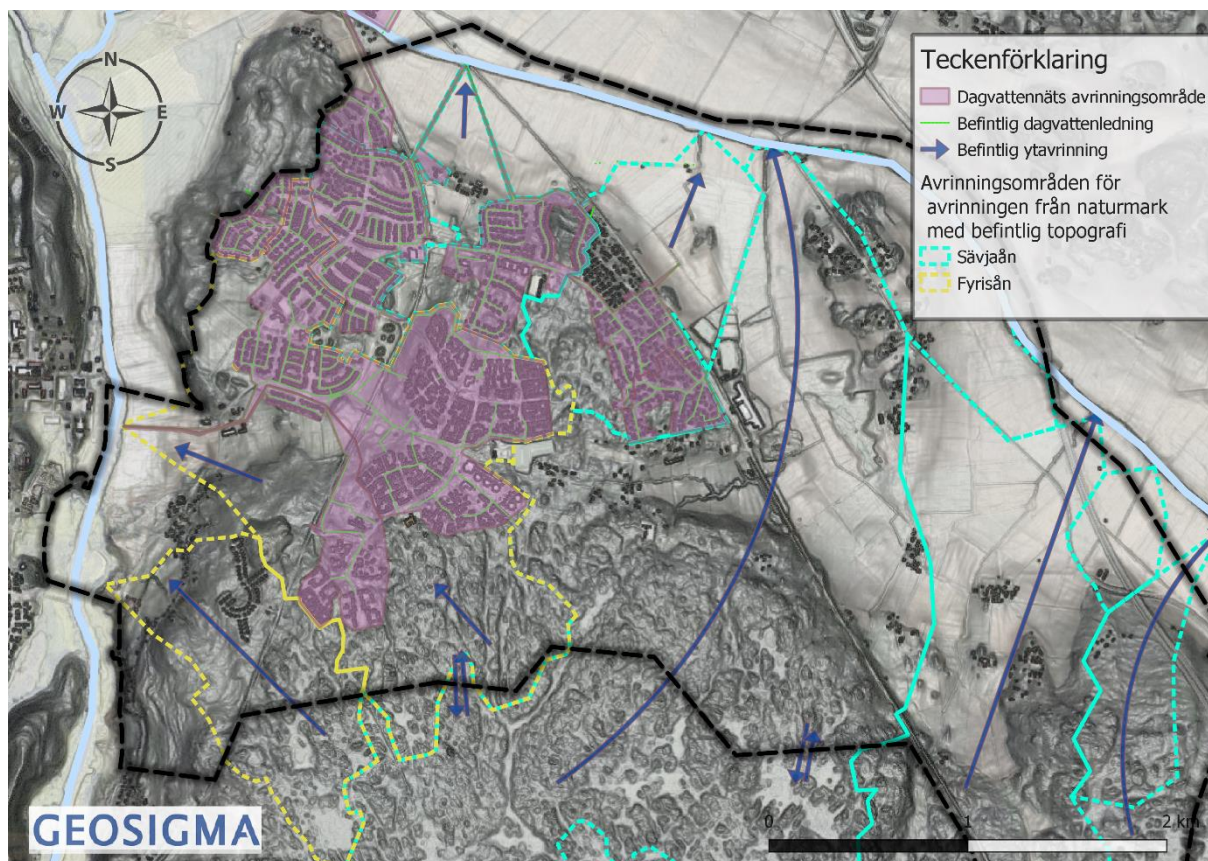 N
W
E
S
Teckenförklaring
Dagvattennäts avrinningsområde
Befintlig dagvattenledning
Befintlig ytavrinning
Avrinningsområden för
avrinningen från naturmark
med befintlig topografi
Sävjaån
Fyrisån
GEOSIGMA
0
1
2 km